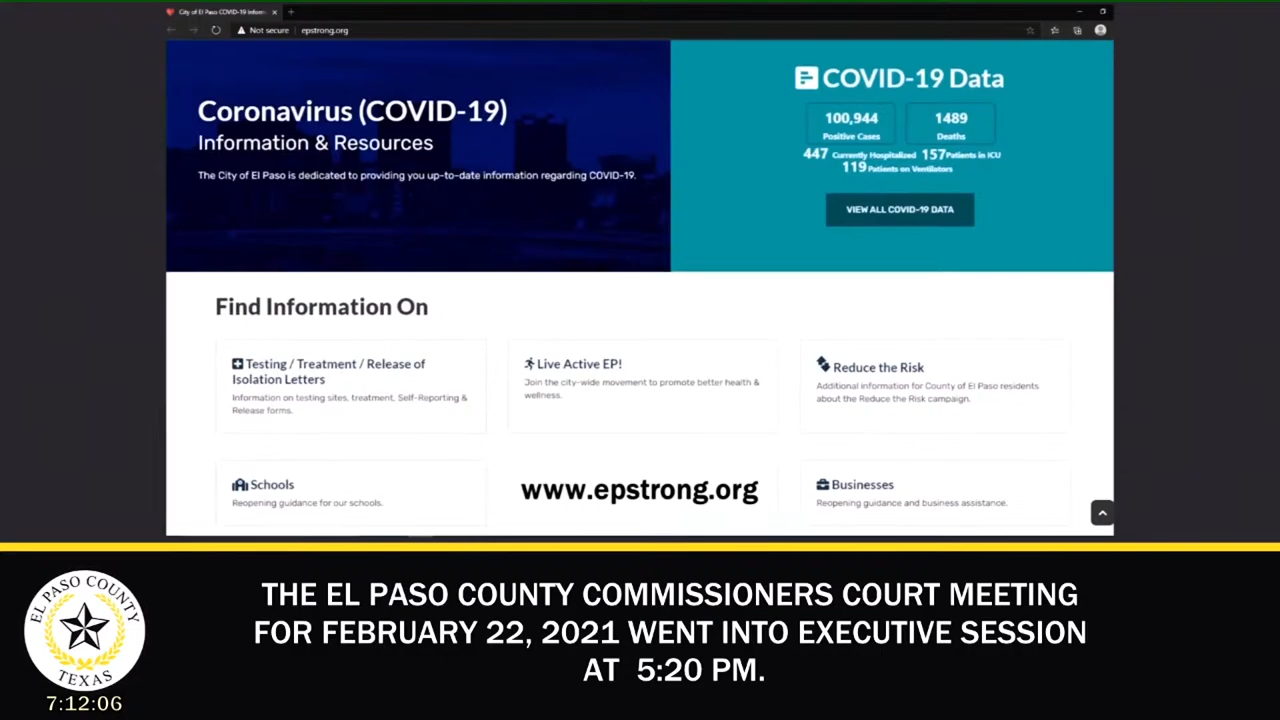 City of El Paso COVID-19 Inform
Not secure epstrong.org
Coronavirus (COVID-19)
Information & Resources
The City of El Paso is dedicated to providing you up-to-date information regarding COVID-19.
COVID-19 Data
100,944
Positive Cases
1489
Deaths
447 Currently Hospitalized 157 Patients in ICU
119 Patients on Ventilators
VIEW ALL COVID-19 DATA
Find Information On
Testing / Treatment / Release of
Isolation Letters
Information on testing sites, treatment, Self-Reporting &
Release forms.
Live Active EP!
Join the city-wide movement to promote better health &
wellness.
Reduce the Risk
Additional information for County of El Paso residents
about the Reduce the Risk campaign.
Schools
Reopening guidance for our schools.
www.epstrong.org
Businesses
Reopening guidance and business assistance.
EL PASO COUNTY
TEXAS
7:12:06
THE EL PASO COUNTY COMMISSIONERS COURT MEETING
FOR FEBRUARY 22, 2021 WENT INTO EXECUTIVE SESSION
AT 5:20 PM.